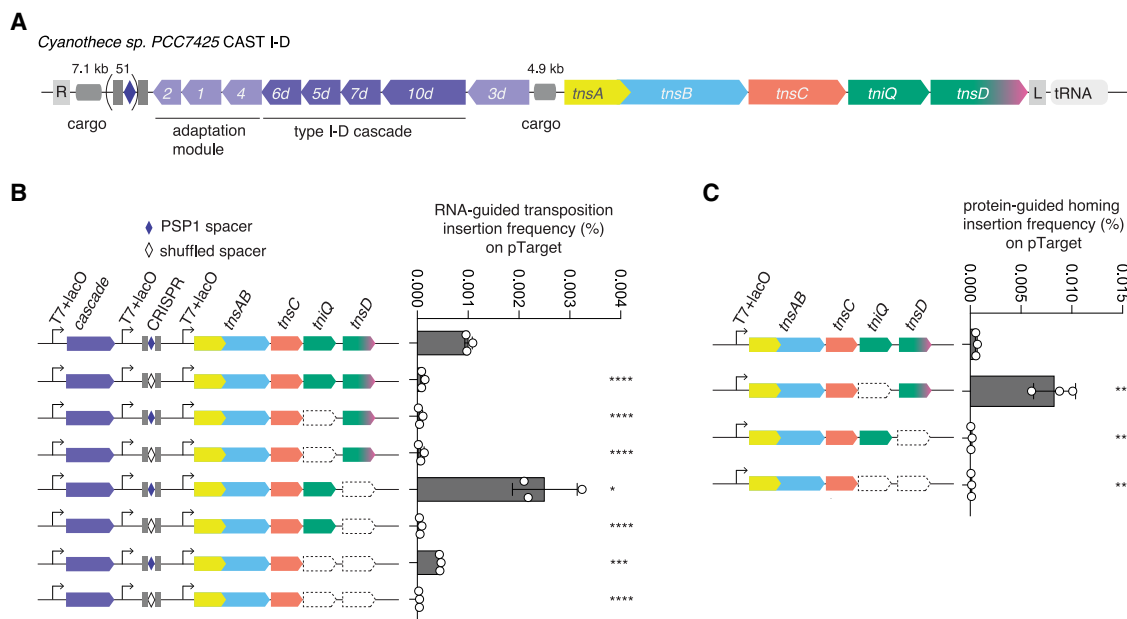 A
Cyanothece sp. PCC7425 CAST I-D
7.1 kb 51 4.9 kb
R 2 1 4 6d 5d 7d 10d 3d tnsA tnsB tnsC tniQ tnsD L tRNA
cargo cargo
adaptation
module
type I-D cascade
B
PSP1 spacer
shuffled spacer
RNA-guided transposition
insertion frequency (%)
on pTarget
0.000 0.001 0.002 0.003 0.004
T7+lacO cascade T7+lacO CRISPR T7+lacO tnsAB tnsC tniQ tnsD
****
****
****
*
****
***
****
C
protein-guided homing
insertion frequency (%)
on pTarget
0.000 0.005 0.010 0.015
T7+lacO tnsAB tnsC tniQ tnsD
**
**
**